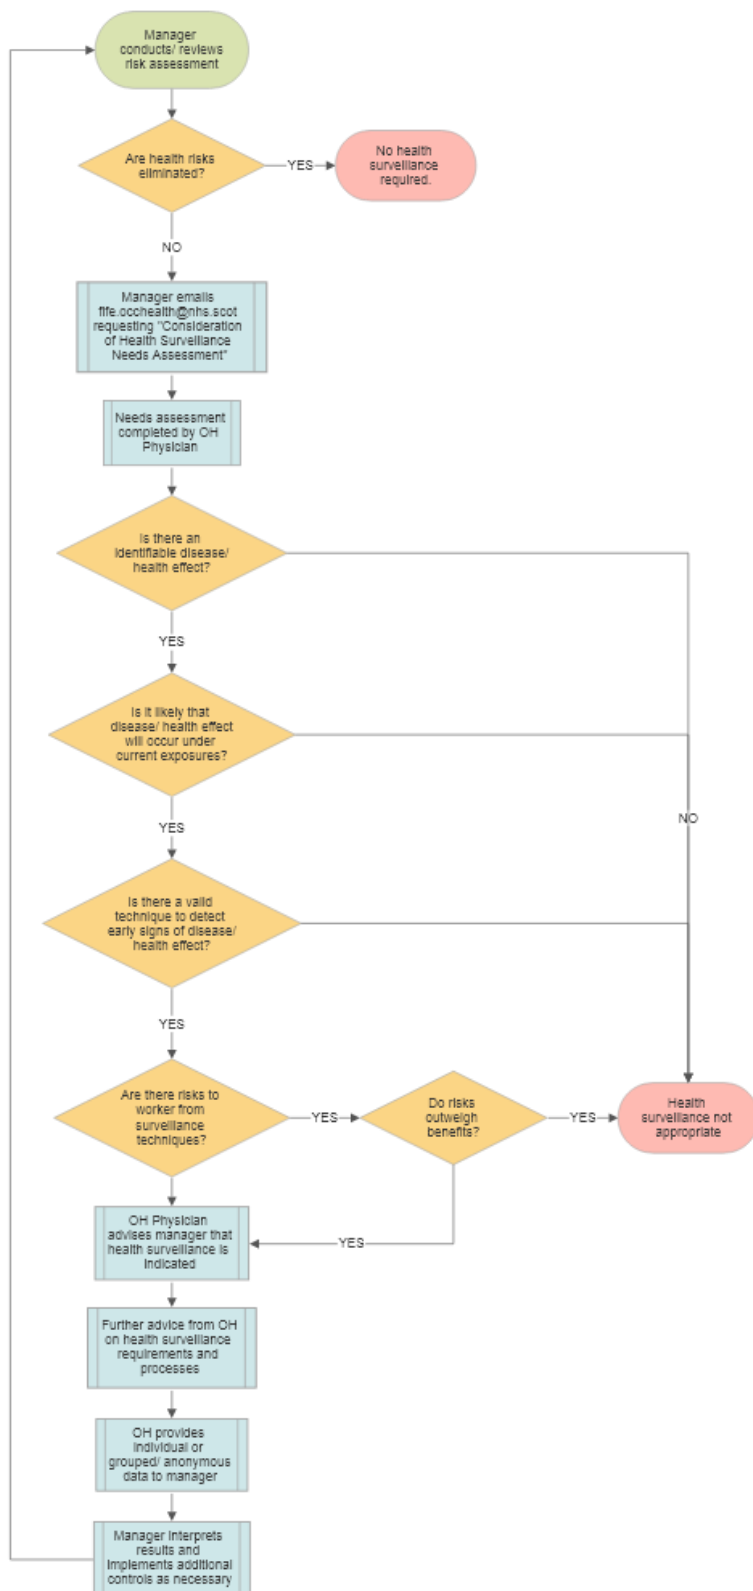 Manager
conducts/ reviews
risk assessment
Are health risks
eliminated?
YES
No health
surveillance
required.
NO
Manager emails
fife.occhealth@nhs.scot
requesting "Consideration
of Health Surveillance
Needs Assessment"
Needs assessment
completed by OH
Physician
Is there an
identifiable disease/
health effect?
YES
Is it likely that
disease/ health effect
will occur under
current exposures?
NO
YES
Is there a valid
technique to detect
early signs of disease/
health effect?
YES
Are there risks to
worker from
surveillance
techniques?
YES
Do risks
outweigh
benefits?
YES
Health
surveillance not
appropriate
OH Physician
advises manager that
health surveillance is
indicated
YES
Further advice from OH
on health surveillance
requirements and
processes
OH provides
individual or
grouped/ anonymous
data to manager
Manager interprets
results and
implements additional
controls as necessary